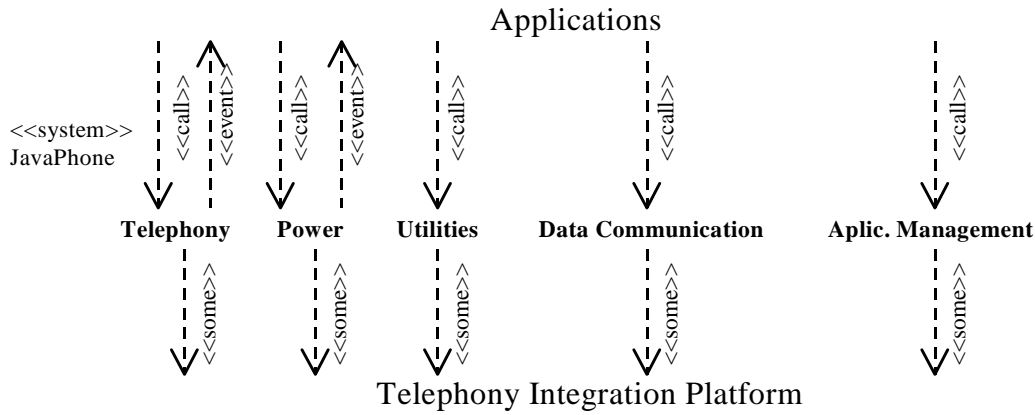 Applications
<<call>>
<<event>>
<<call>>
<<event>>
<<call>>
<<call>>
<<call>>
<<system>>
JavaPhone
Telephony Power Utilities Data Communication Aplic. Management
<<some>>
<<some>>
<<some>>
<<some>>
<<some>>
Telephony Integration Platform